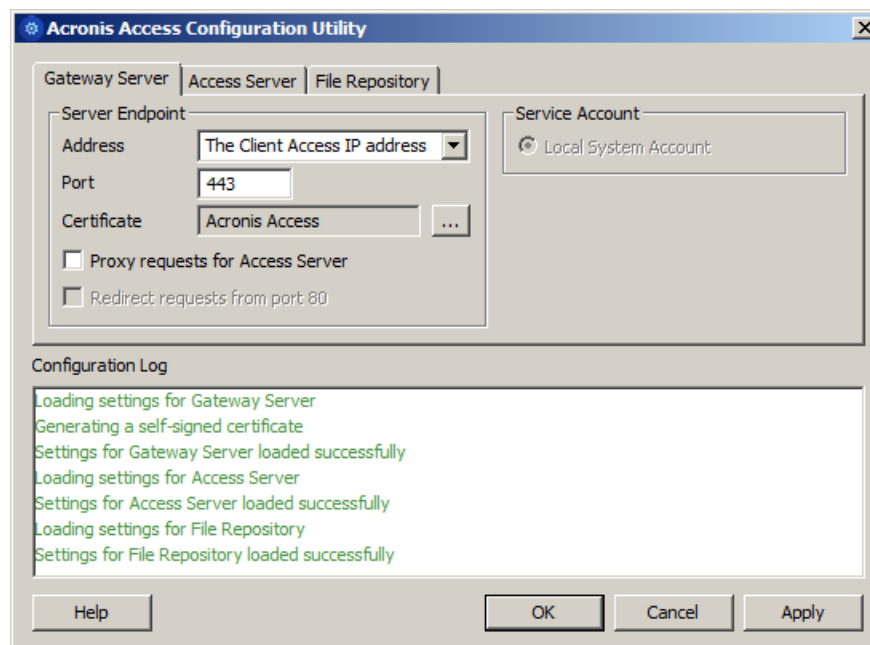 Acronis Access Configuration Utility
Gateway Server
Access Server
File Repository
Server Endpoint
Address
The Client Access IP address
Port
443
Certificate
Acronis Access
...
Proxy requests for Access Server
Redirect requests from port 80
Service Account
Local System Account
Configuration Log
Loading settings for Gateway Server
Generating a self-signed certificate
Settings for Gateway Server loaded successfully
Loading settings for Access Server
Settings for Access Server loaded successfully
Loading settings for File Repository
Settings for File Repository loaded successfully
Help
OK
Cancel
Apply